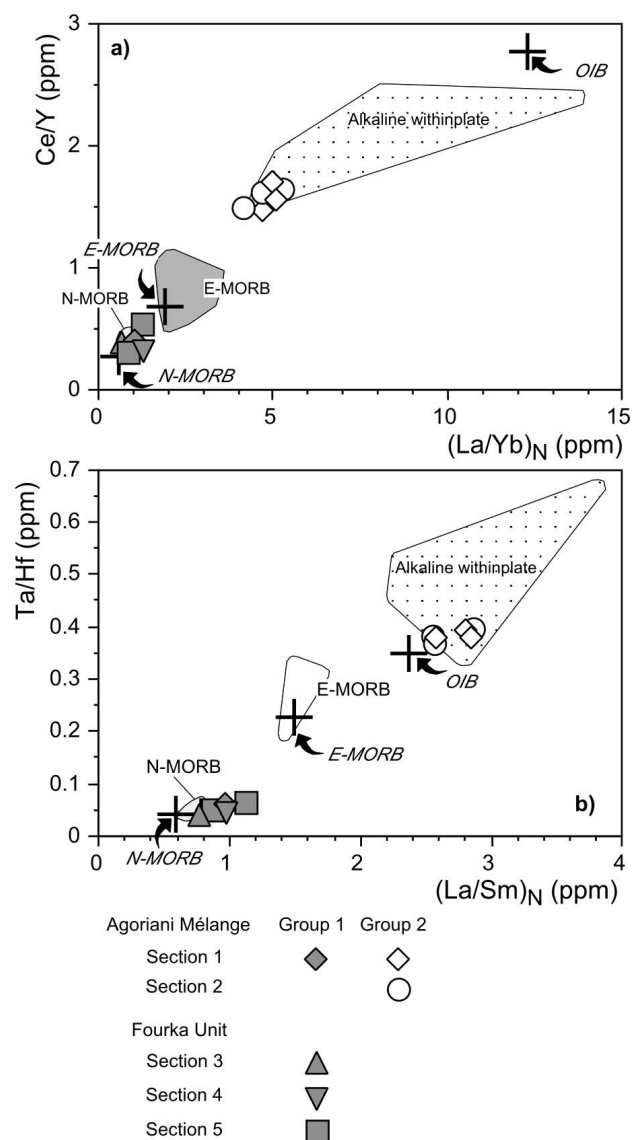 3
a)
OIB
Ce/Y (ppm)
Alkaline withinplate
2
E-MORB
1
N-MORB
E-MORB
N-MORB
0
0 5 10 15
(La/Yb)N (ppm)
0.7
0.6
Ta/Hf (ppm)
Alkaline withinplate
0.5
0.4
OIB
0.3
E-MORB
0.2
E-MORB
N-MORB
0.1
b)
0
N-MORB
0 1 2 3 4
(La/Sm)N (ppm)
Agoriani Mélange Group 1 Group 2
Section 1
Section 2
Fourka Unit
Section 3
Section 4
Section 5